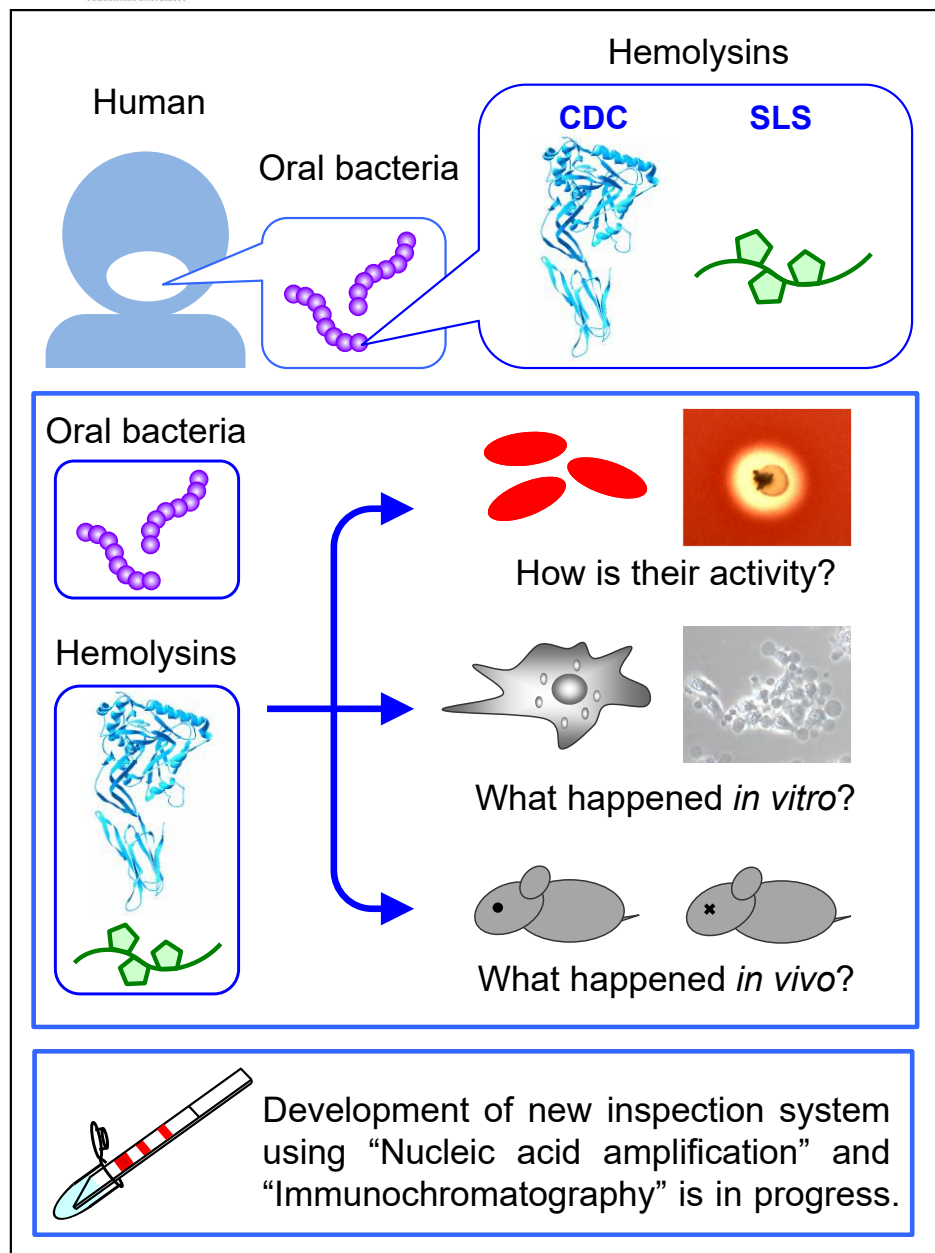 Hemolysins
Human
CDC SLS
Oral bacteria
Oral bacteria
How is their activity?
Hemolysins
What happened in vitro?
What happened in vivo?
Development of new inspection system
using “Nucleic acid amplification” and
“Immunochromatography” is in progress.